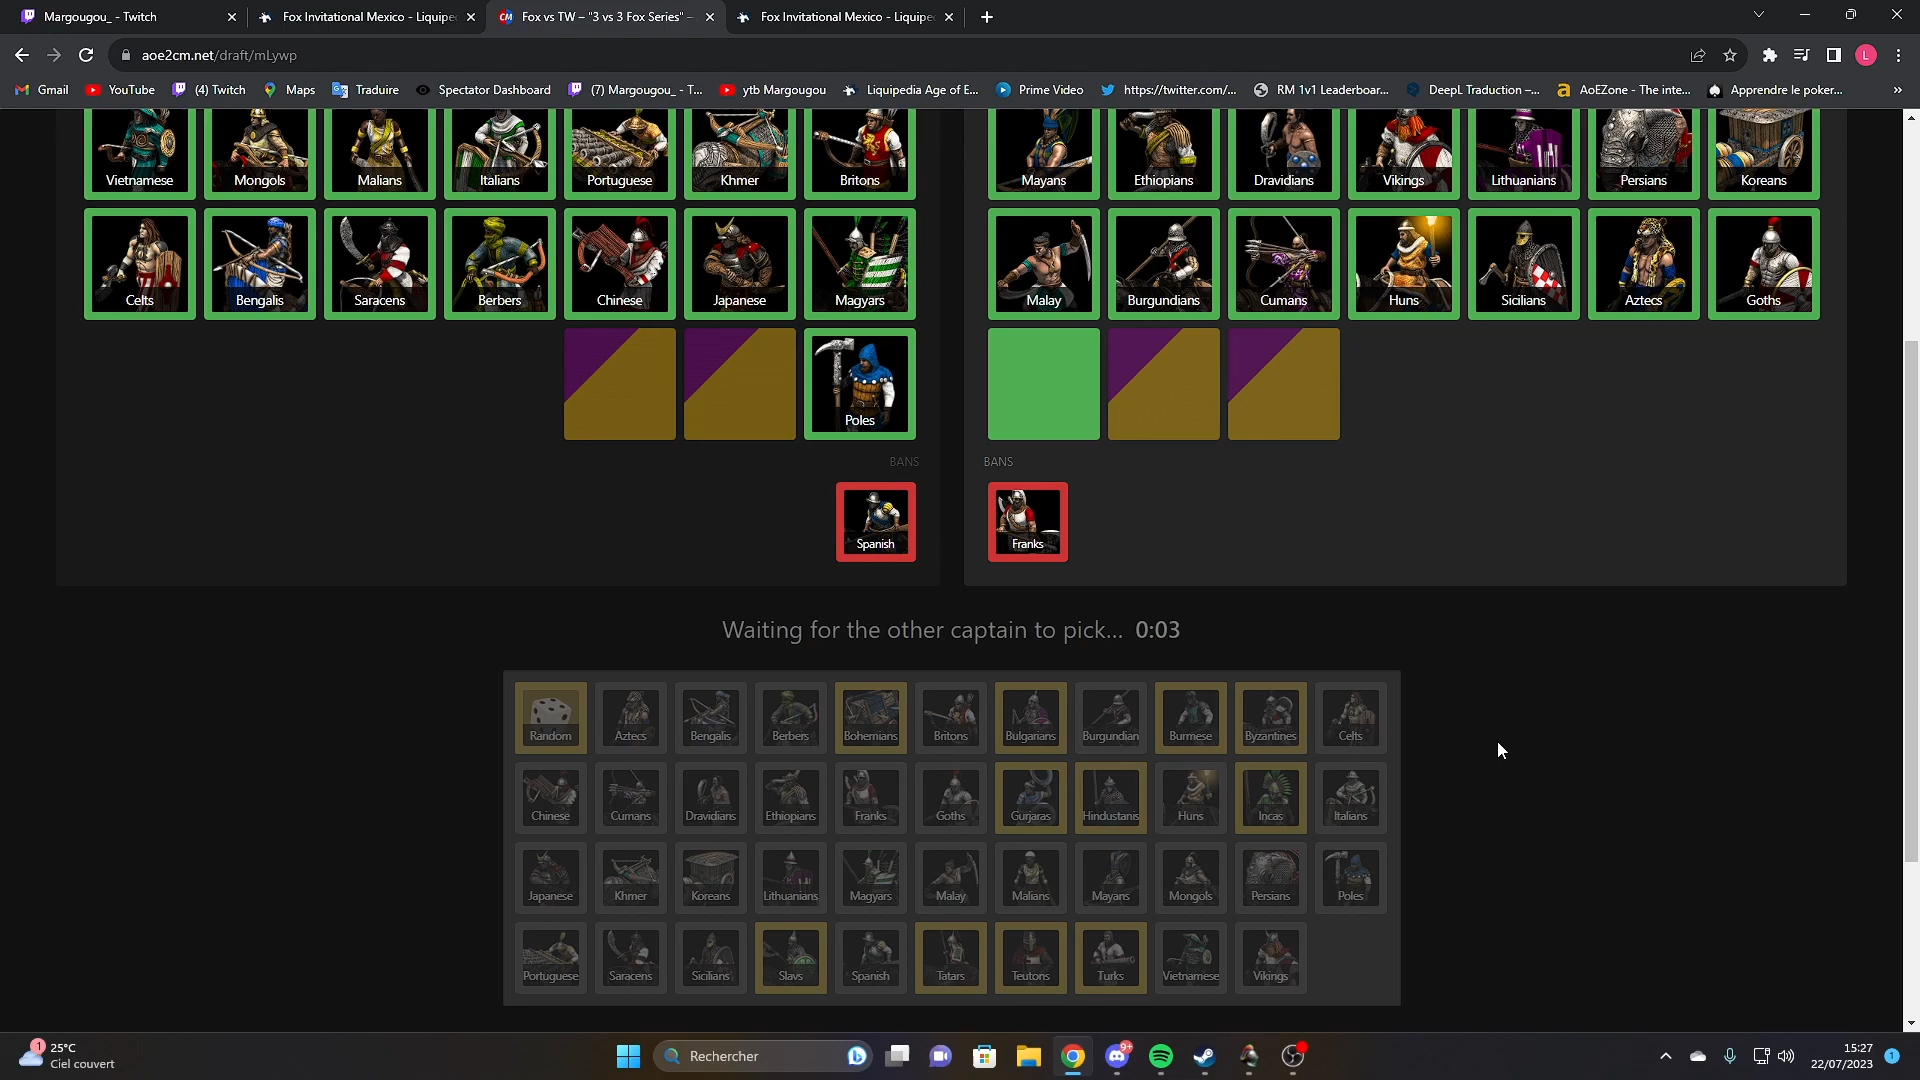 Margougou_ - Twitch
Fox Invitational Mexico - Liquipe
Fox vs TW – "3 vs 3 Fox Series" –
Fox Invitational Mexico - Liquipe
aoe2cm.net/draft/mLywp
L
Gmail
YouTube
(4) Twitch
Maps
Traduire
Spectator Dashboard
(7) Margougou_ - T...
ytb Margougou
Liquipedia Age of E...
Prime Video
https://twitter.com/...
RM 1v1 Leaderboar...
DeepL Traduction –...
AoEZone - The inte...
Apprendre le poker...
»
Vietnamese Mongols Malians Italians Portuguese Khmer Britons
Mayans Ethiopians Dravidians Vikings Lithuanians Persians Koreans
Celts Bengalis Saracens Berbers Chinese Japanese Magyars
Malay Burgundians Cumans Huns Sicilians Aztecs Goths
Poles
BANS
BANS
Spanish
Franks
Waiting for the other captain to pick... 0:03
Random Aztecs Bengalis Berbers Bohemians Britons Bulgarians Burgundian Burmese Byzantines Celts
Chinese Cumans Dravidians Ethiopians Franks Goths Gurjaras Hindustanis Huns Incas Italians
Japanese Khmer Koreans Lithuanians Magyars Malay Malians Mayans Mongols Persians Poles
Portuguese Saracens Sicilians Slavs Spanish Tatars Teutons Turks Vietnamese Vikings
1
25°C
Ciel couvert
Rechercher
9+
15:27
22/07/2023
1